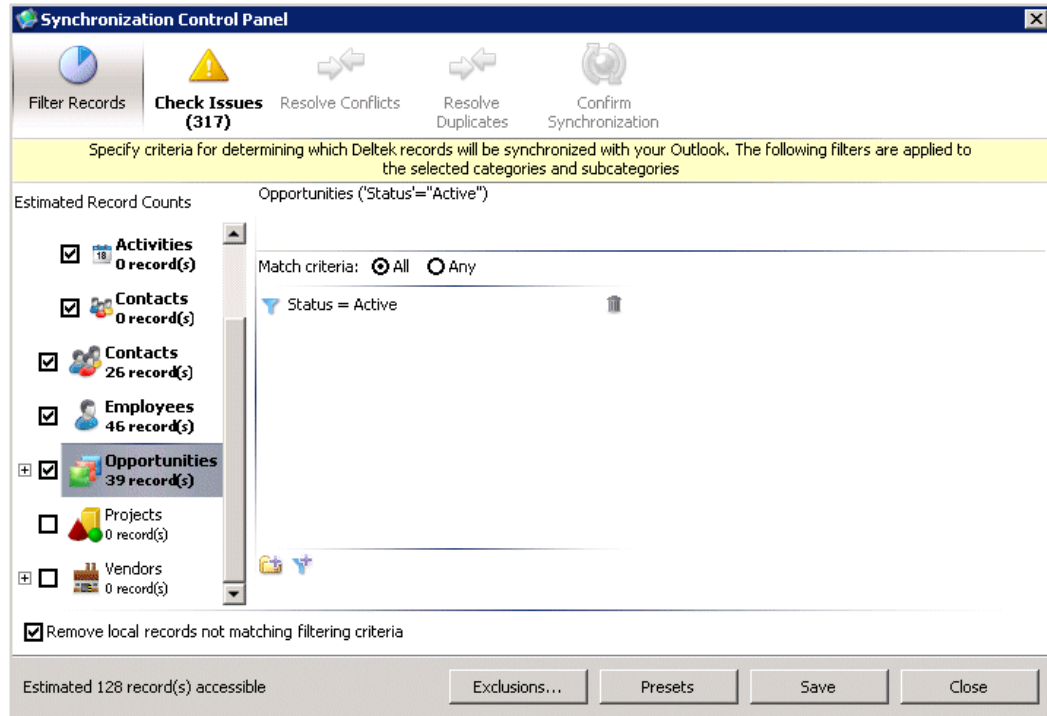 Synchronization Control Panel
Filter Records
Check Issues
(317)
Resolve Conflicts
Resolve
Duplicates
Confirm
Synchronization
Specify criteria for determining which Deltek records will be synchronized with your Outlook. The following filters are applied to
the selected categories and subcategories
Estimated Record Counts
Opportunities ('Status'="Active")
Activities
0 record(s)
Contacts
0 record(s)
Contacts
26 record(s)
Employees
46 record(s)
Opportunities
39 record(s)
Projects
0 record(s)
Vendors
0 record(s)
Match criteria: All Any
Status = Active
Remove local records not matching filtering criteria
Estimated 128 record(s) accessible
Exclusions...
Presets
Save
Close